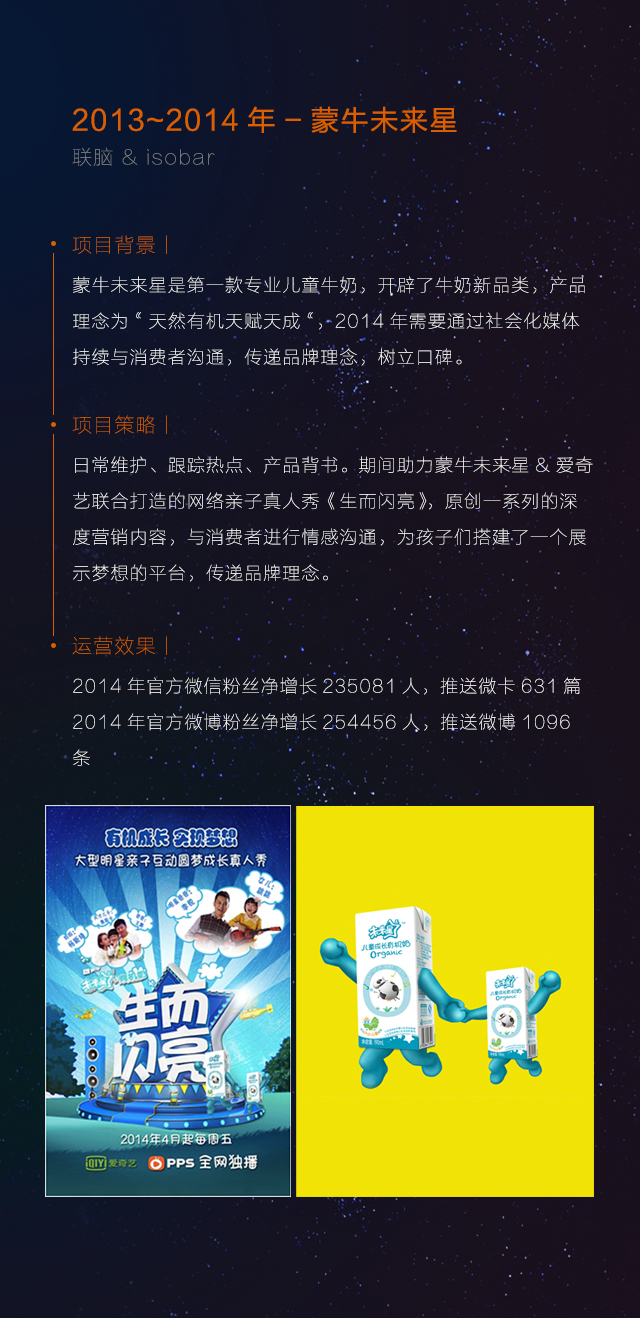 2013~2014 年 – 蒙牛未来星
联脑 & isobar
项目背景 |
蒙牛未来星是第一款专业儿童牛奶，开辟了牛奶新品类，产品
理念为 “ 天然有机天赋天成 “，2014 年需要通过社会化媒体
持续与消费者沟通，传递品牌理念，树立口碑。
项目策略 |
日常维护、跟踪热点、产品背书。期间助力蒙牛未来星 & 爱奇
艺联合打造的网络亲子真人秀《生而闪亮》，原创一系列的深
度营销内容，与消费者进行情感沟通，为孩子们搭建了一个展
示梦想的平台，传递品牌理念。
运营效果 |
2014 年官方微信粉丝净增长 235081 人，推送微卡 631 篇
2014 年官方微博粉丝净增长 254456 人，推送微博 1096
条
有机成长 实现梦想
大型明星亲子互动圆梦成长真人秀
生而
闪亮
2014年4月起每周五
QIY 爱奇艺 PPS 全网独播
未来星
儿童成长有机奶
Organic
净含量：190mL
未来星
儿童成长有机奶
Organic